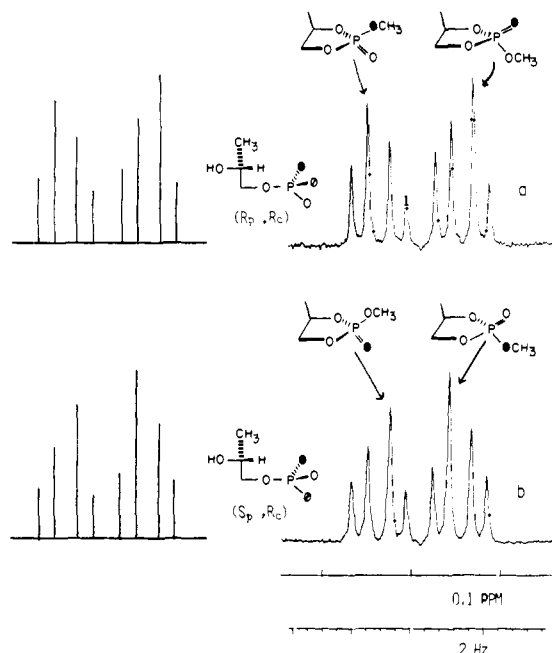 CH₃
O
P
O
O
O
P
O
OCH₃
a
CH₃
HO
H
O
P
Ø
O
(Rp ,Rc)
O
P
OCH₃
O
O
O
P
O
CH₃
b
CH₃
HO
H
O
P
O
Ø
(Sp ,Rc)
0.1 PPM
2 Hz